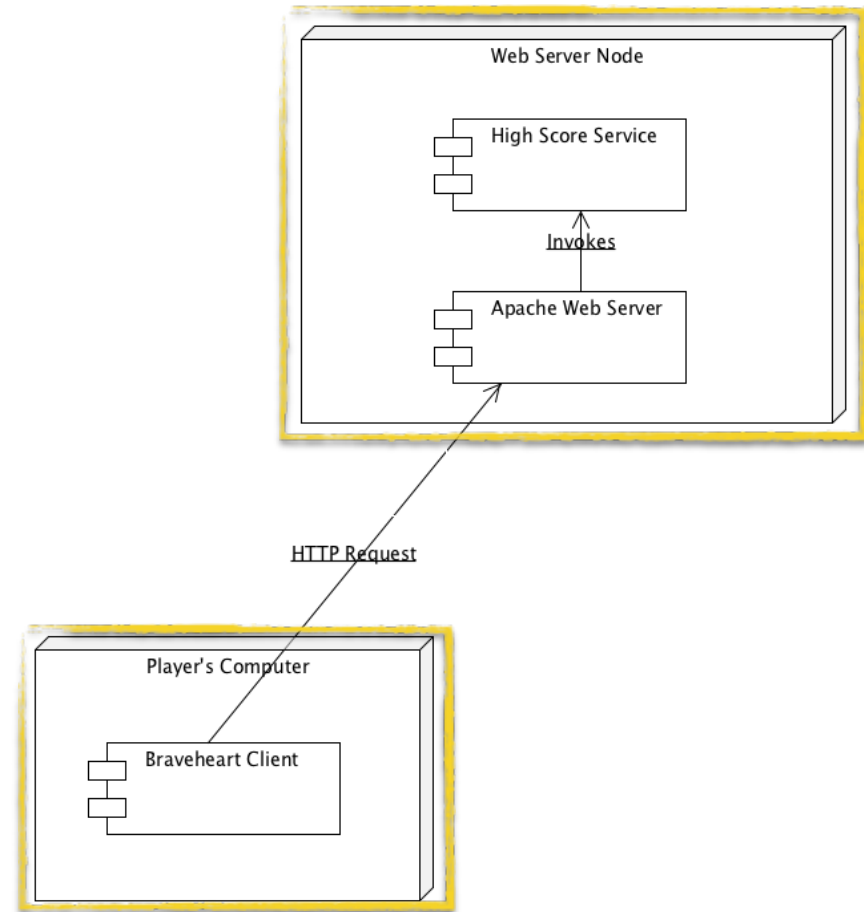 Web Server Node
High Score Service
Invokes
Apache Web Server
HTTP Request
Player's Computer
Braveheart Client